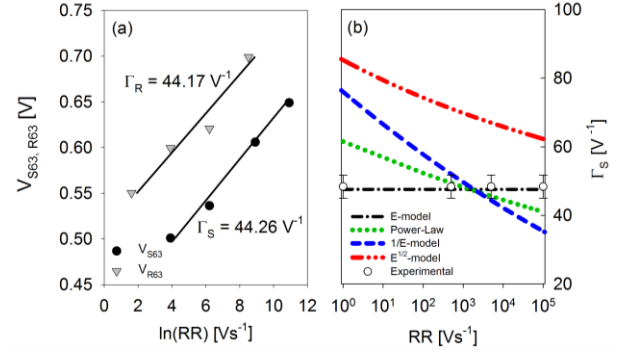 (a)
0.75
0.70
0.65
0.60
0.55
0.50
0.45
V_S63, R63 [V]
Γ_R = 44.17 V⁻¹
Γ_S = 44.26 V⁻¹
V_S63
V_R63
0 2 4 6 8 10 12
ln(RR) [Vs⁻¹]
(b)
100
80
60
40
20
Γ_S [V⁻¹]
E-model
Power-Law
1/E-model
E^1/2-model
Experimental
10⁰ 10¹ 10² 10³ 10⁴ 10⁵
RR [Vs⁻¹]